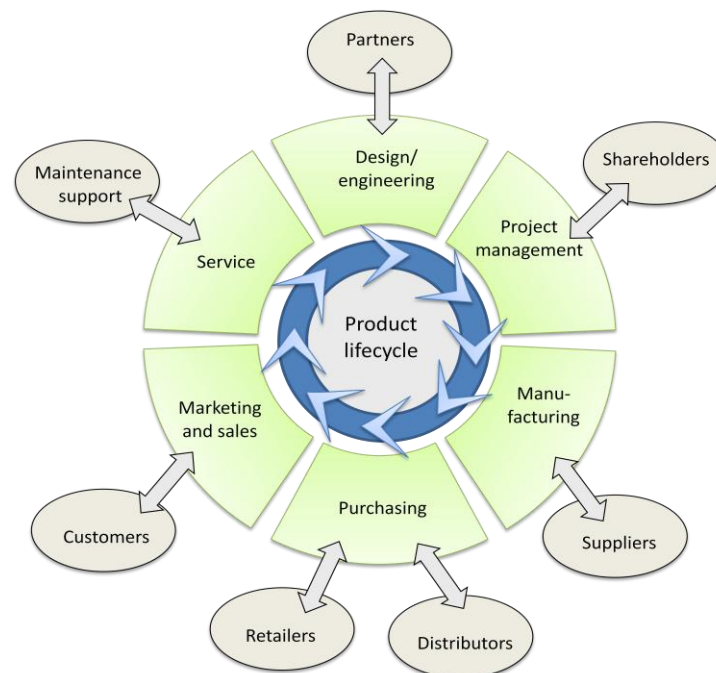 Partners
Design/
engineering
Shareholders
Project
management
Maintenance
support
Service
Product
lifecycle
Manu-
facturing
Marketing
and sales
Purchasing
Customers
Suppliers
Retailers
Distributors